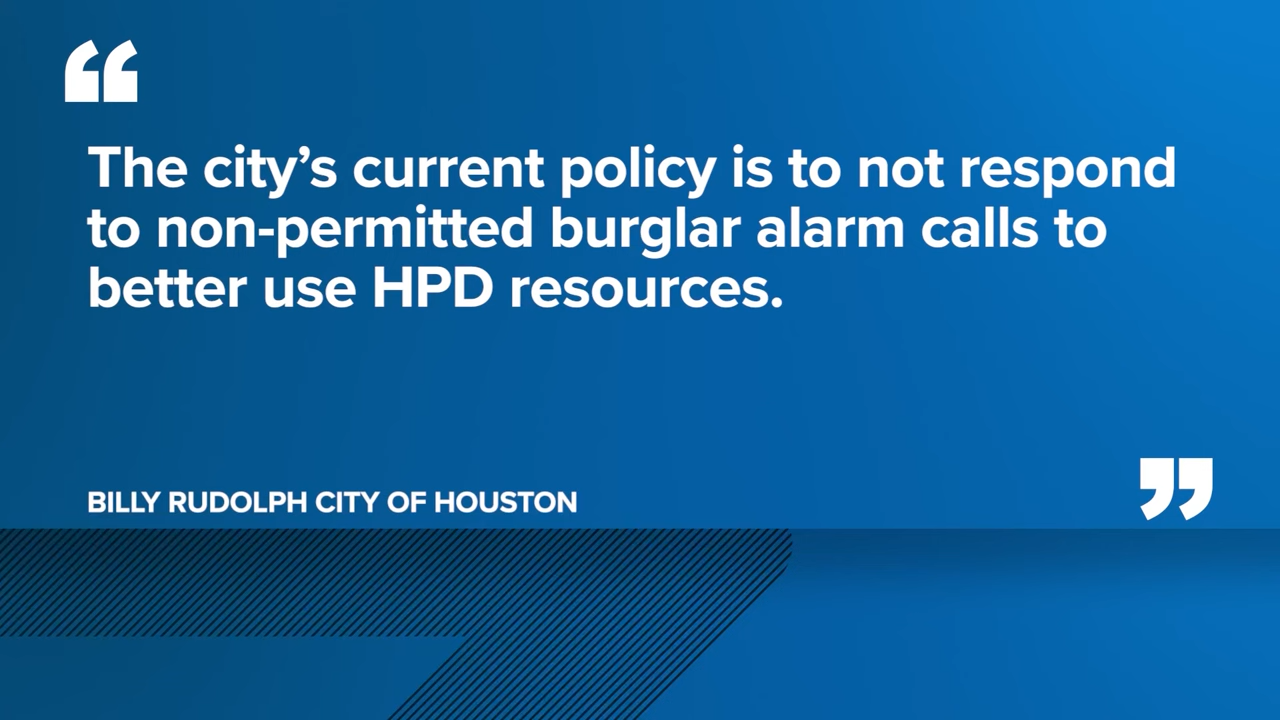 “
The city’s current policy is to not respond
to non-permitted burglar alarm calls to
better use HPD resources.
”
BILLY RUDOLPH CITY OF HOUSTON